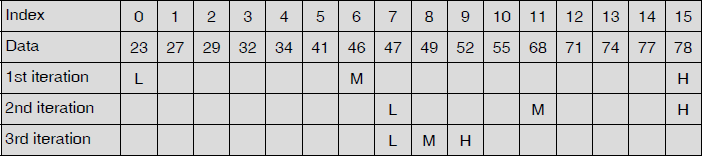 Index 0 1 2 3 4 5 6 7 8 9 10 11 12 13 14 15
Data 23 27 29 32 34 41 46 47 49 52 55 68 71 74 77 78
1st iteration L M H
2nd iteration L M H
3rd iteration L M H